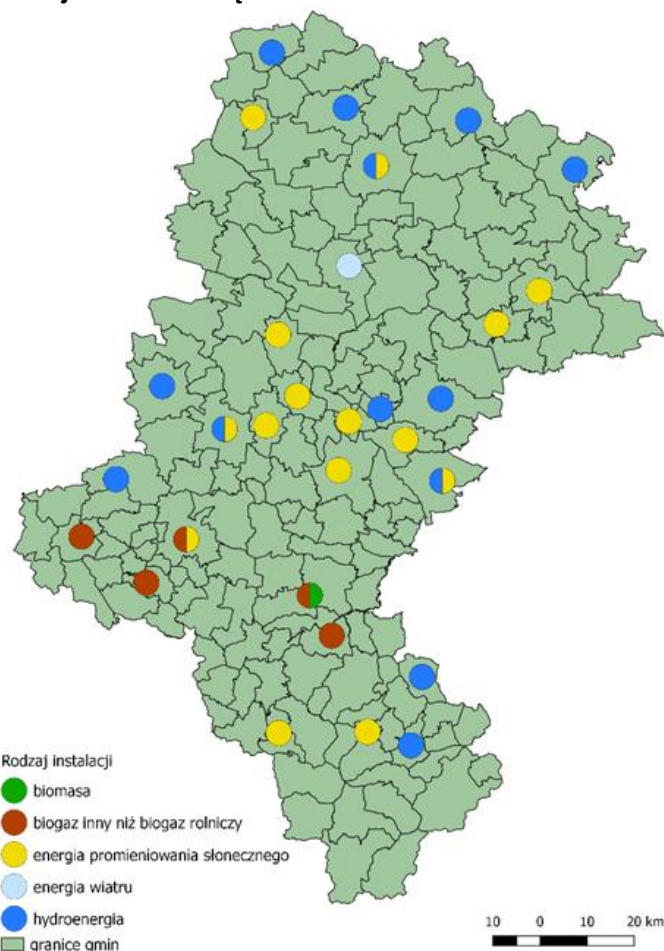 Rodzaj instalacji
biomasa
biogaz inny niż biogaz rolniczy
energia promieniowania słonecznego
energia wiatru
hydroenergia
granice gmin
10 0 10 20 km